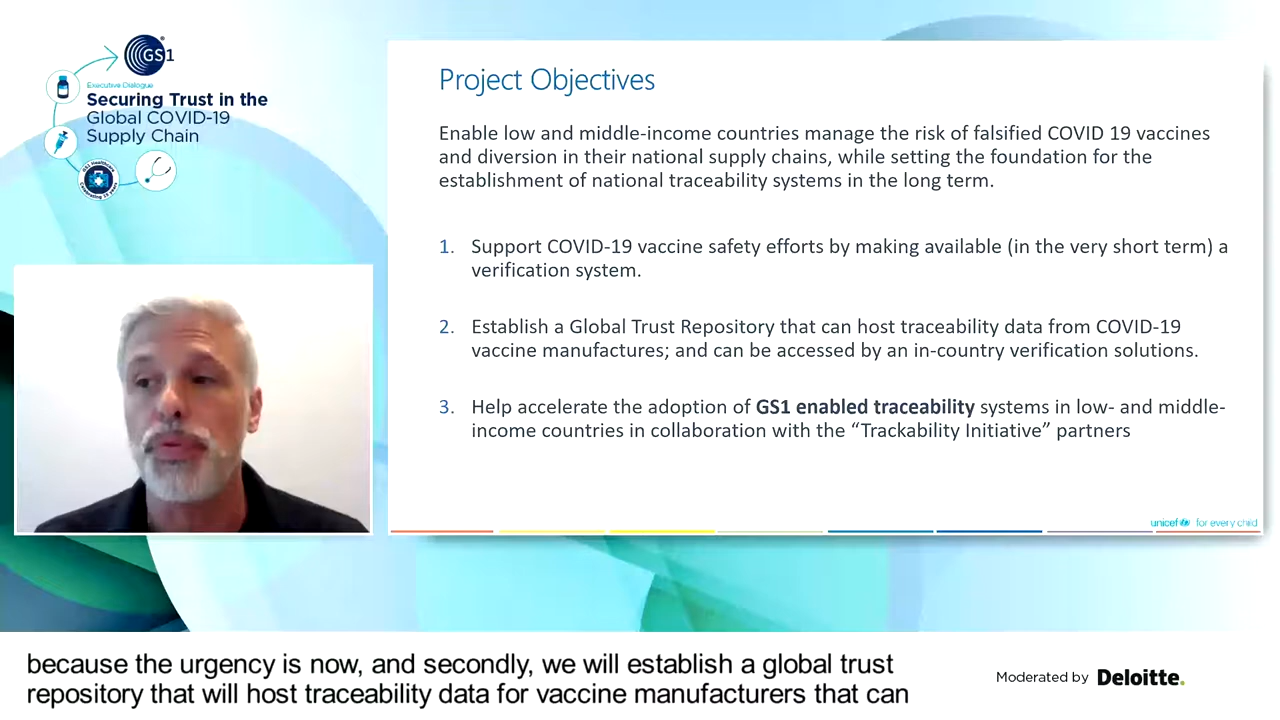 GS1
Executive Dialogue
Securing Trust in the
Global COVID-19
Supply Chain
Project Objectives
Enable low and middle-income countries manage the risk of falsified COVID 19 vaccines
and diversion in their national supply chains, while setting the foundation for the
establishment of national traceability systems in the long term.
1. Support COVID-19 vaccine safety efforts by making available (in the very short term) a
verification system.
2. Establish a Global Trust Repository that can host traceability data from COVID-19
vaccine manufactures; and can be accessed by an in-country verification solutions.
3. Help accelerate the adoption of GS1 enabled traceability systems in low- and middle-
income countries in collaboration with the “Trackability Initiative” partners
unicef for every child
because the urgency is now, and secondly, we will establish a global trust
repository that will host traceability data for vaccine manufacturers that can
Moderated by Deloitte.